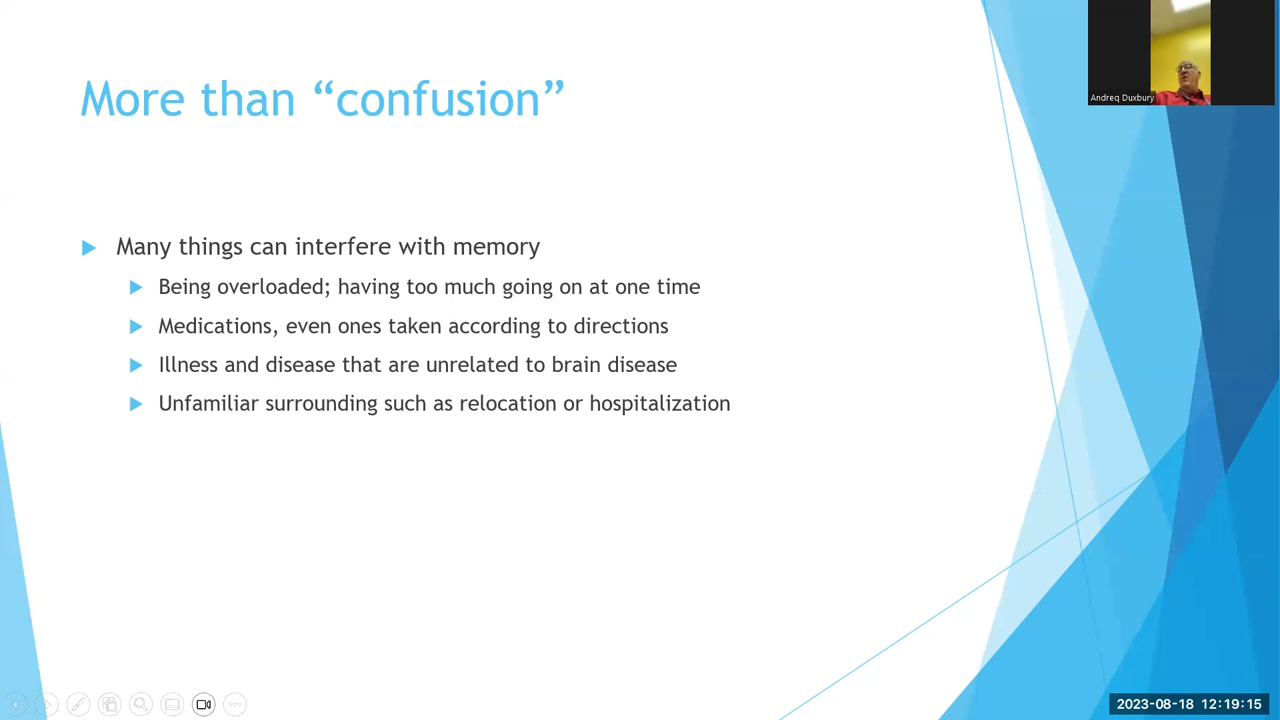 More than “confusion”
Many things can interfere with memory
Being overloaded; having too much going on at one time
Medications, even ones taken according to directions
Illness and disease that are unrelated to brain disease
Unfamiliar surrounding such as relocation or hospitalization
Andreq Duxbury
2023-08-18 12:19:15